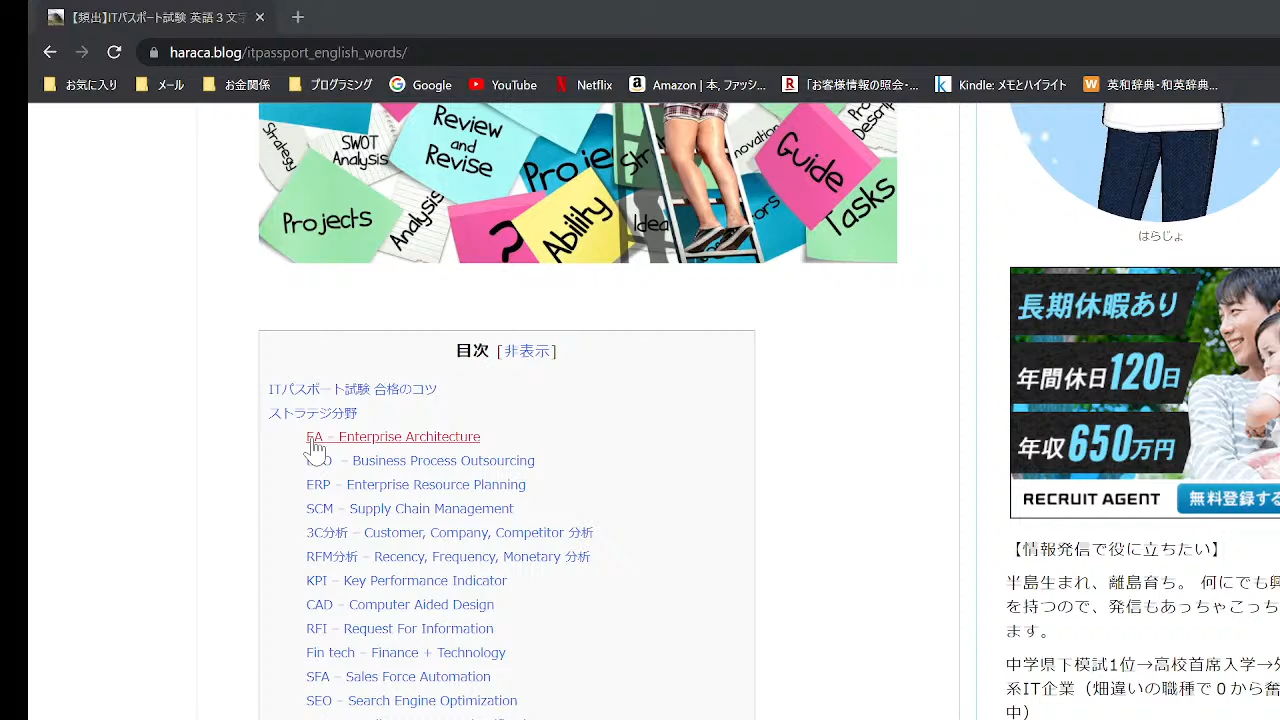 【頻出】ITパスポート試験 英語３文字
haraca.blog/itpassport_english_words/
お気に入り
メール
お金関係
プログラミング
Google
YouTube
Netflix
Amazon | 本, ファッシ...
「お客様情報の照会・...
Kindle: メモとハイライト
英和辞典・和英辞典...
Strategy
SWOT
Analysis
Review
and
Revise
Guide
Projects
Analysis
?
Ability
Idea
Tasks
はらじょ
長期休暇あり
年間休日120日
年収650万円
RECRUIT AGENT
無料登録する
目次 [非表示]
ITパスポート試験 合格のコツ
ストラテジ分野
EA – Enterprise Architecture
– Business Process Outsourcing
ERP – Enterprise Resource Planning
SCM – Supply Chain Management
3C分析 – Customer, Company, Competitor 分析
RFM分析 – Recency, Frequency, Monetary 分析
KPI – Key Performance Indicator
CAD – Computer Aided Design
RFI – Request For Information
Fin tech – Finance + Technology
SFA – Sales Force Automation
SEO – Search Engine Optimization
【情報発信で役に立ちたい】
半島生まれ、離島育ち。 何にでも興
を持つので、発信もあっちゃこっち
ます。
中学県下模試1位→高校首席入学→外
系IT企業（畑違いの職種で０から奮
中）